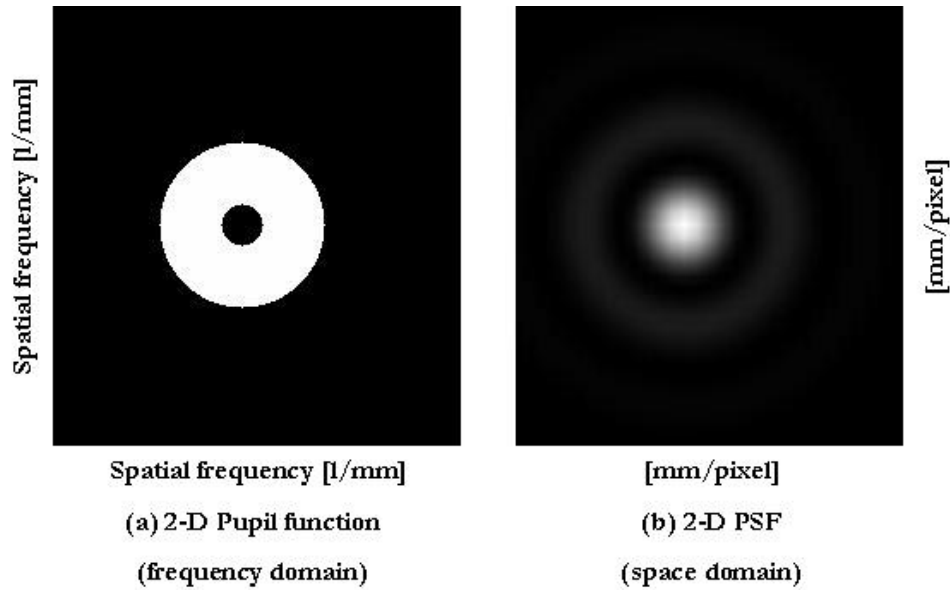 Spatial frequency [1/mm]
[mm/pixel]
Spatial frequency [1/mm]
[mm/pixel]
(a) 2-D Pupil function
(b) 2-D PSF
(frequency domain)
(space domain)